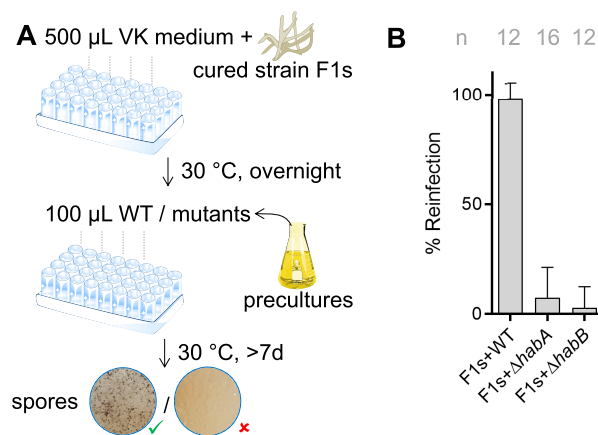 A
500 µL VK medium +
cured strain F1s
30 °C, overnight
100 µL WT / mutants
precultures
30 °C, >7d
spores
/
B
n 12 16 12
% Reinfection
100
50
0
F1s+WT
F1s+ΔhabA
F1s+ΔhabB